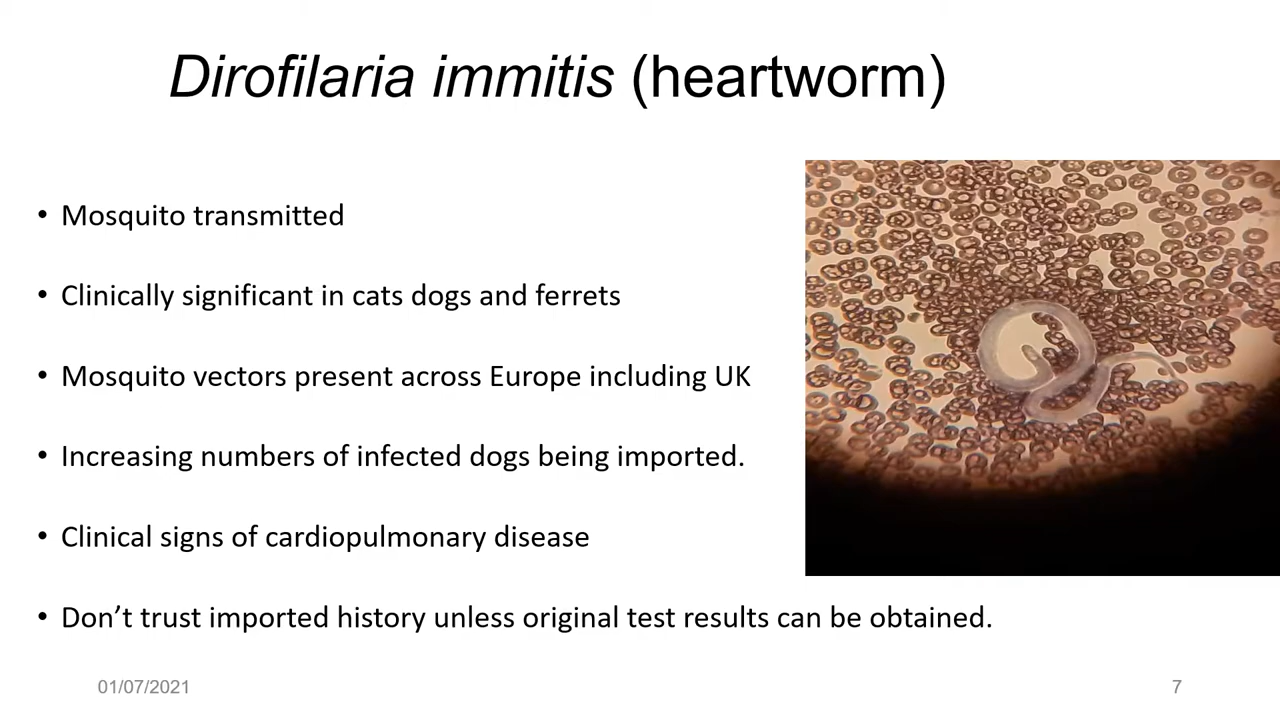 Dirofilaria immitis (heartworm)
• Mosquito transmitted
• Clinically significant in cats dogs and ferrets
• Mosquito vectors present across Europe including UK
• Increasing numbers of infected dogs being imported.
• Clinical signs of cardiopulmonary disease
• Don’t trust imported history unless original test results can be obtained.
01/07/2021
7